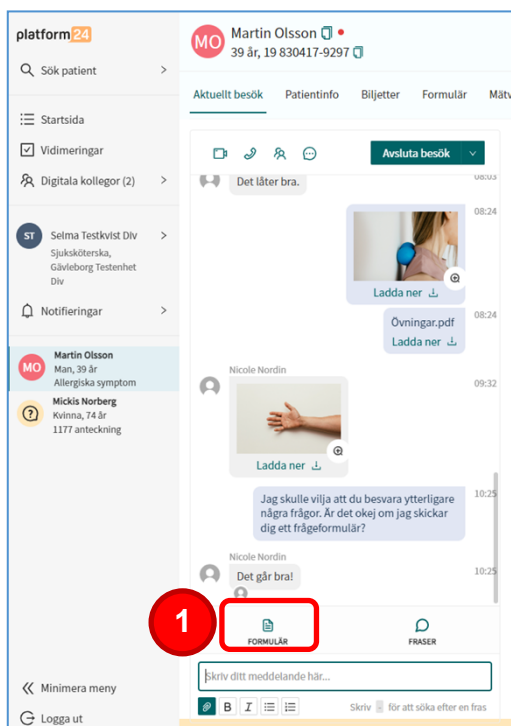 platform24
Sök patient
Startsida
Vidimeringar
Digitala kollegor (2)
ST
Selma Testkvist Div
Sjuksköterska,
Gävleborg Testenhet
Div
Notifieringar
MO
Martin Olsson
Man, 39 år
Allergiska symptom
Mickis Norberg
Kvinna, 74 år
1177 anteckning
Minimera meny
Logga ut
MO
Martin Olsson
39 år, 19 830417-9297
Aktuellt besök Patientinfo Biljetter Formulär Mätv
Avsluta besök
Det låter bra.
08:03
08:24
Ladda ner
Övningar.pdf
08:24
Ladda ner
Nicole Nordin
09:32
Ladda ner
Jag skulle vilja att du besvara ytterligare
10:25
några frågor. Är det okej om jag skickar
dig ett frågeformulär?
Nicole Nordin
Det går bra!
10:25
1
FORMULÄR
FRASER
Skriv ditt meddelande här...
B I
Skriv - för att söka efter en fras